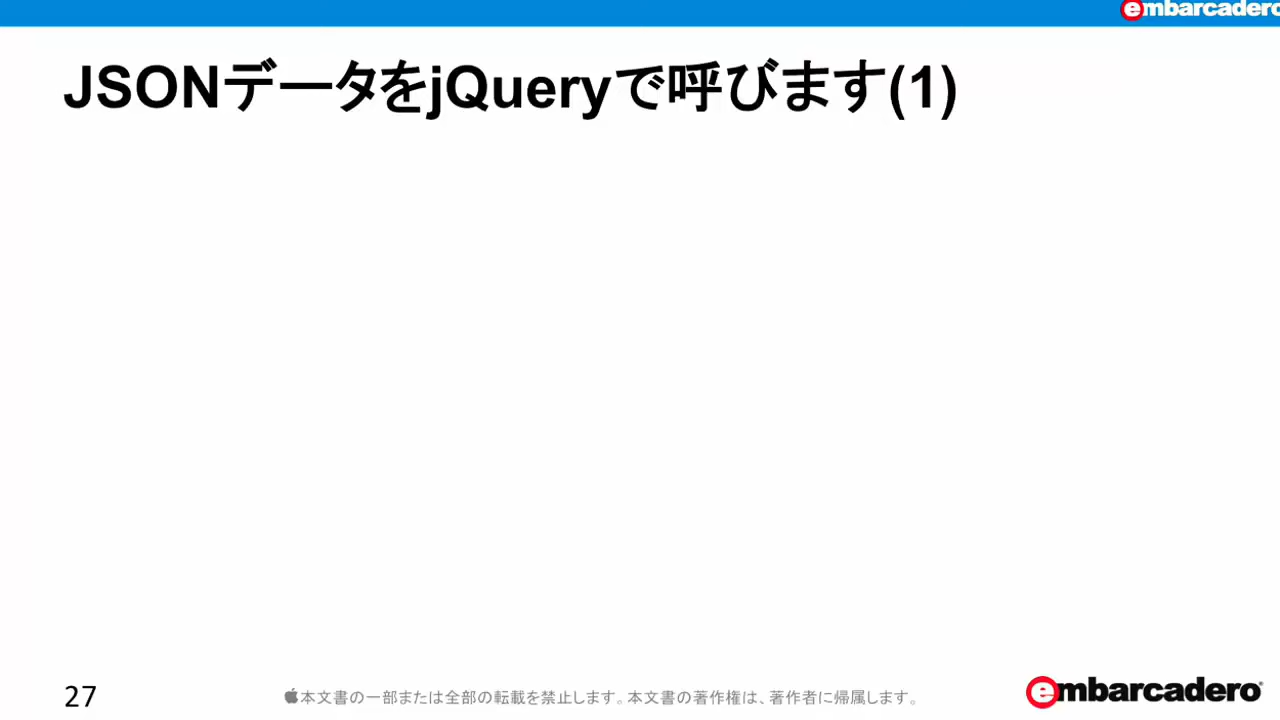 embarcadero
JSONデータをjQueryで呼びます(1)
27
本文書の一部または全部の転載を禁止します。本文書の著作権は、著作者に帰属します。
embarcadero®